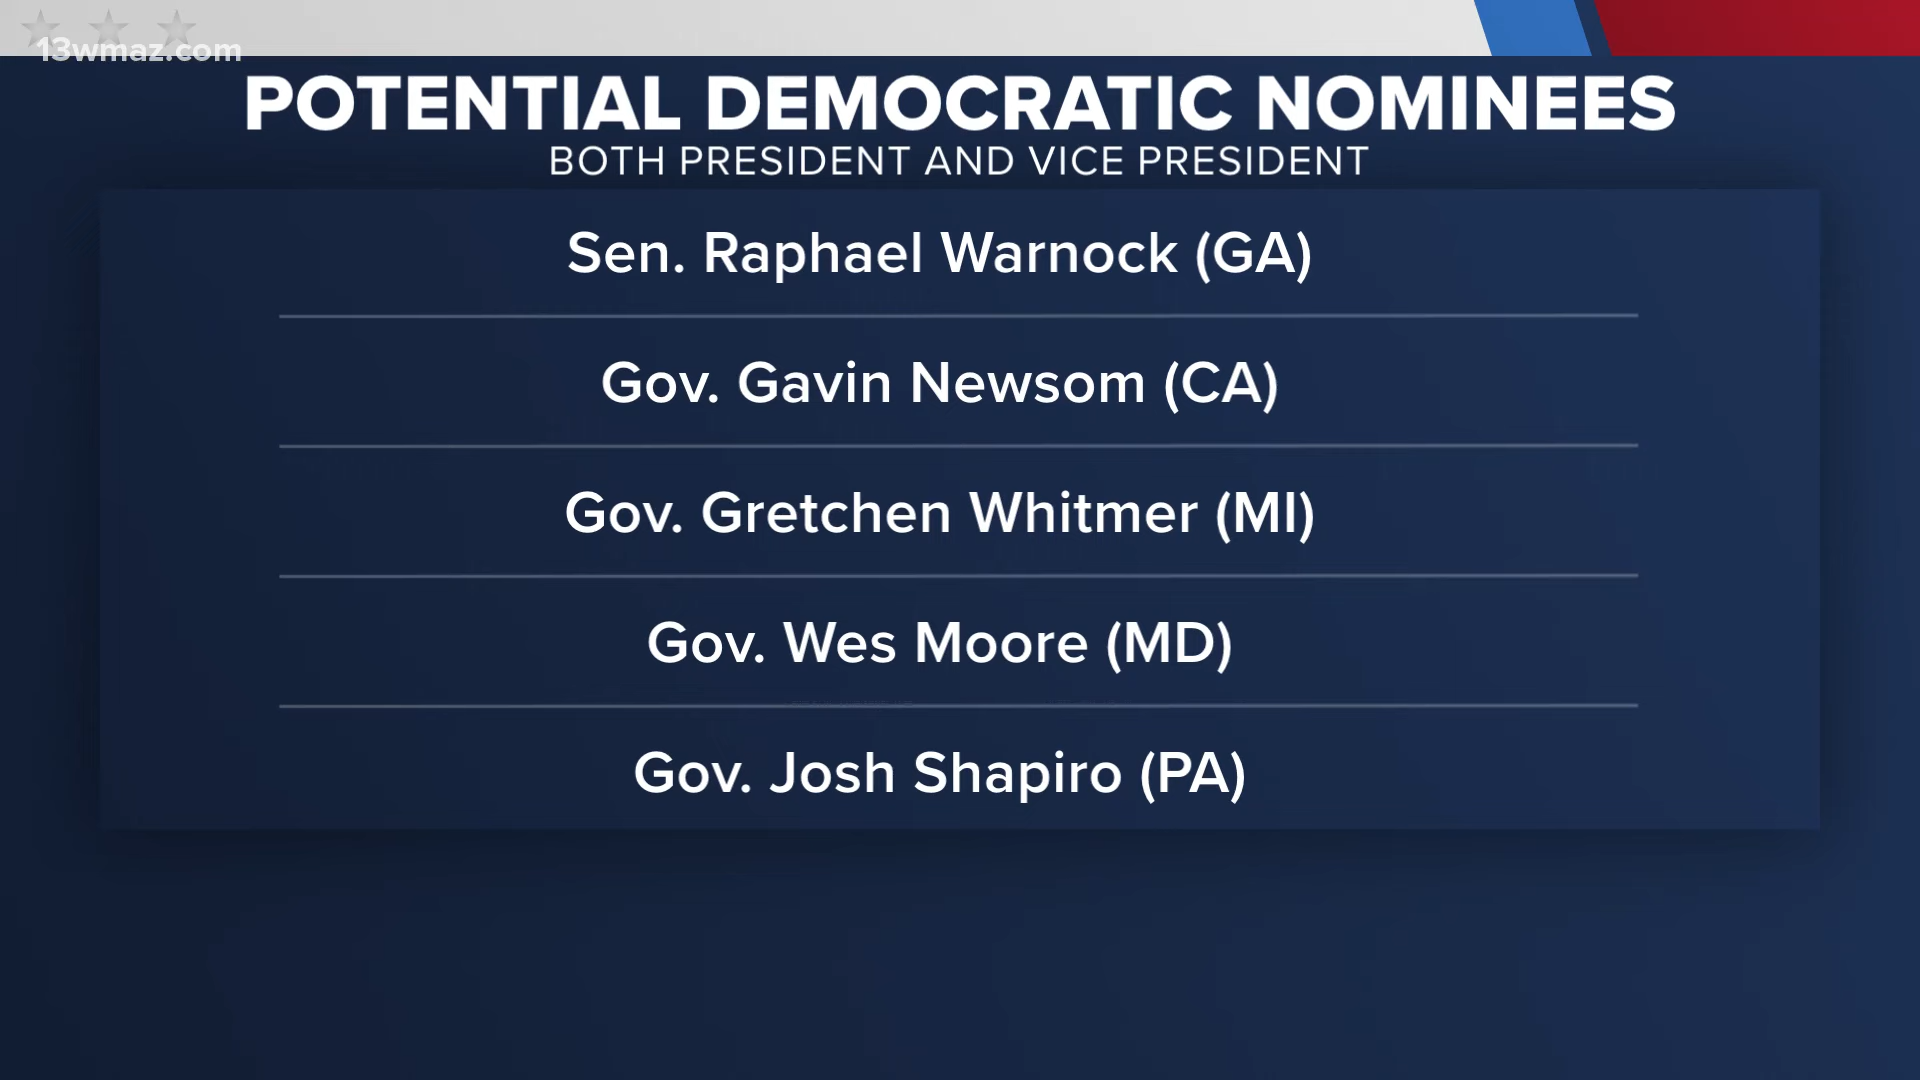 13wmaz.com
POTENTIAL DEMOCRATIC NOMINEES
BOTH PRESIDENT AND VICE PRESIDENT
Sen. Raphael Warnock (GA)
Gov. Gavin Newsom (CA)
Gov. Gretchen Whitmer (MI)
Gov. Wes Moore (MD)
Gov. Josh Shapiro (PA)